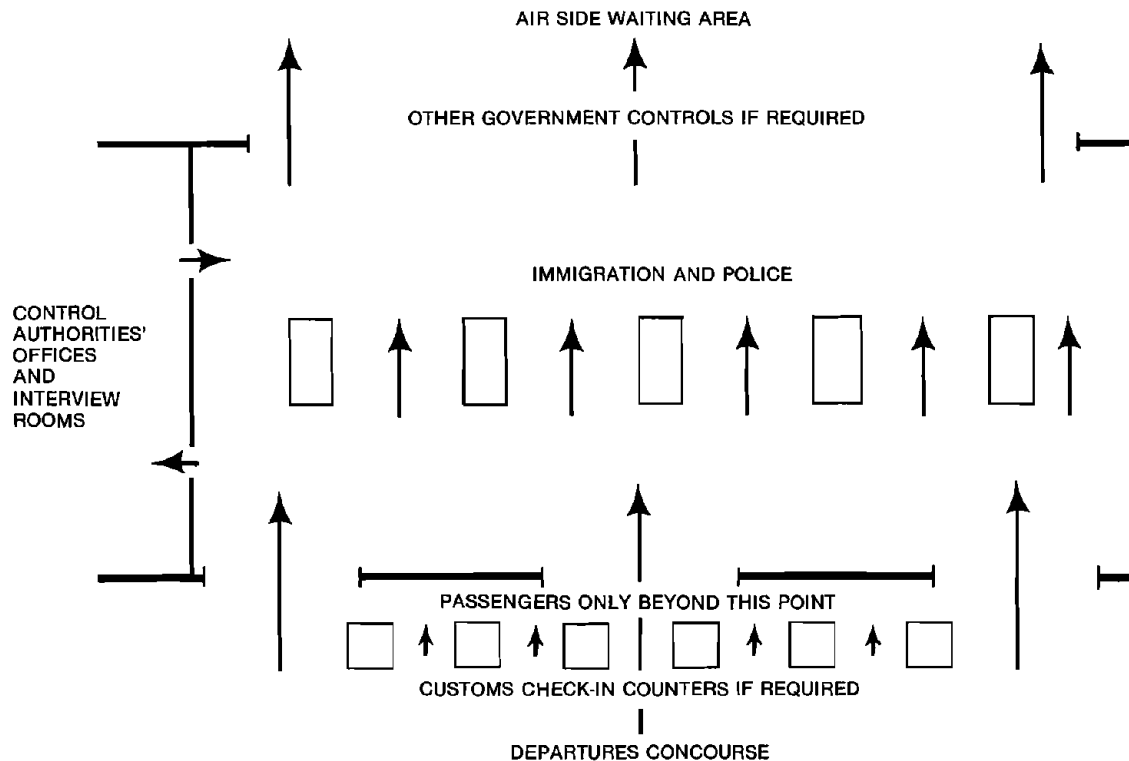 AIR SIDE WAITING AREA
OTHER GOVERNMENT CONTROLS IF REQUIRED
IMMIGRATION AND POLICE
CONTROL
AUTHORITIES'
OFFICES
AND
INTERVIEW
ROOMS
PASSENGERS ONLY BEYOND THIS POINT
CUSTOMS CHECK-IN COUNTERS IF REQUIRED
DEPARTURES CONCOURSE